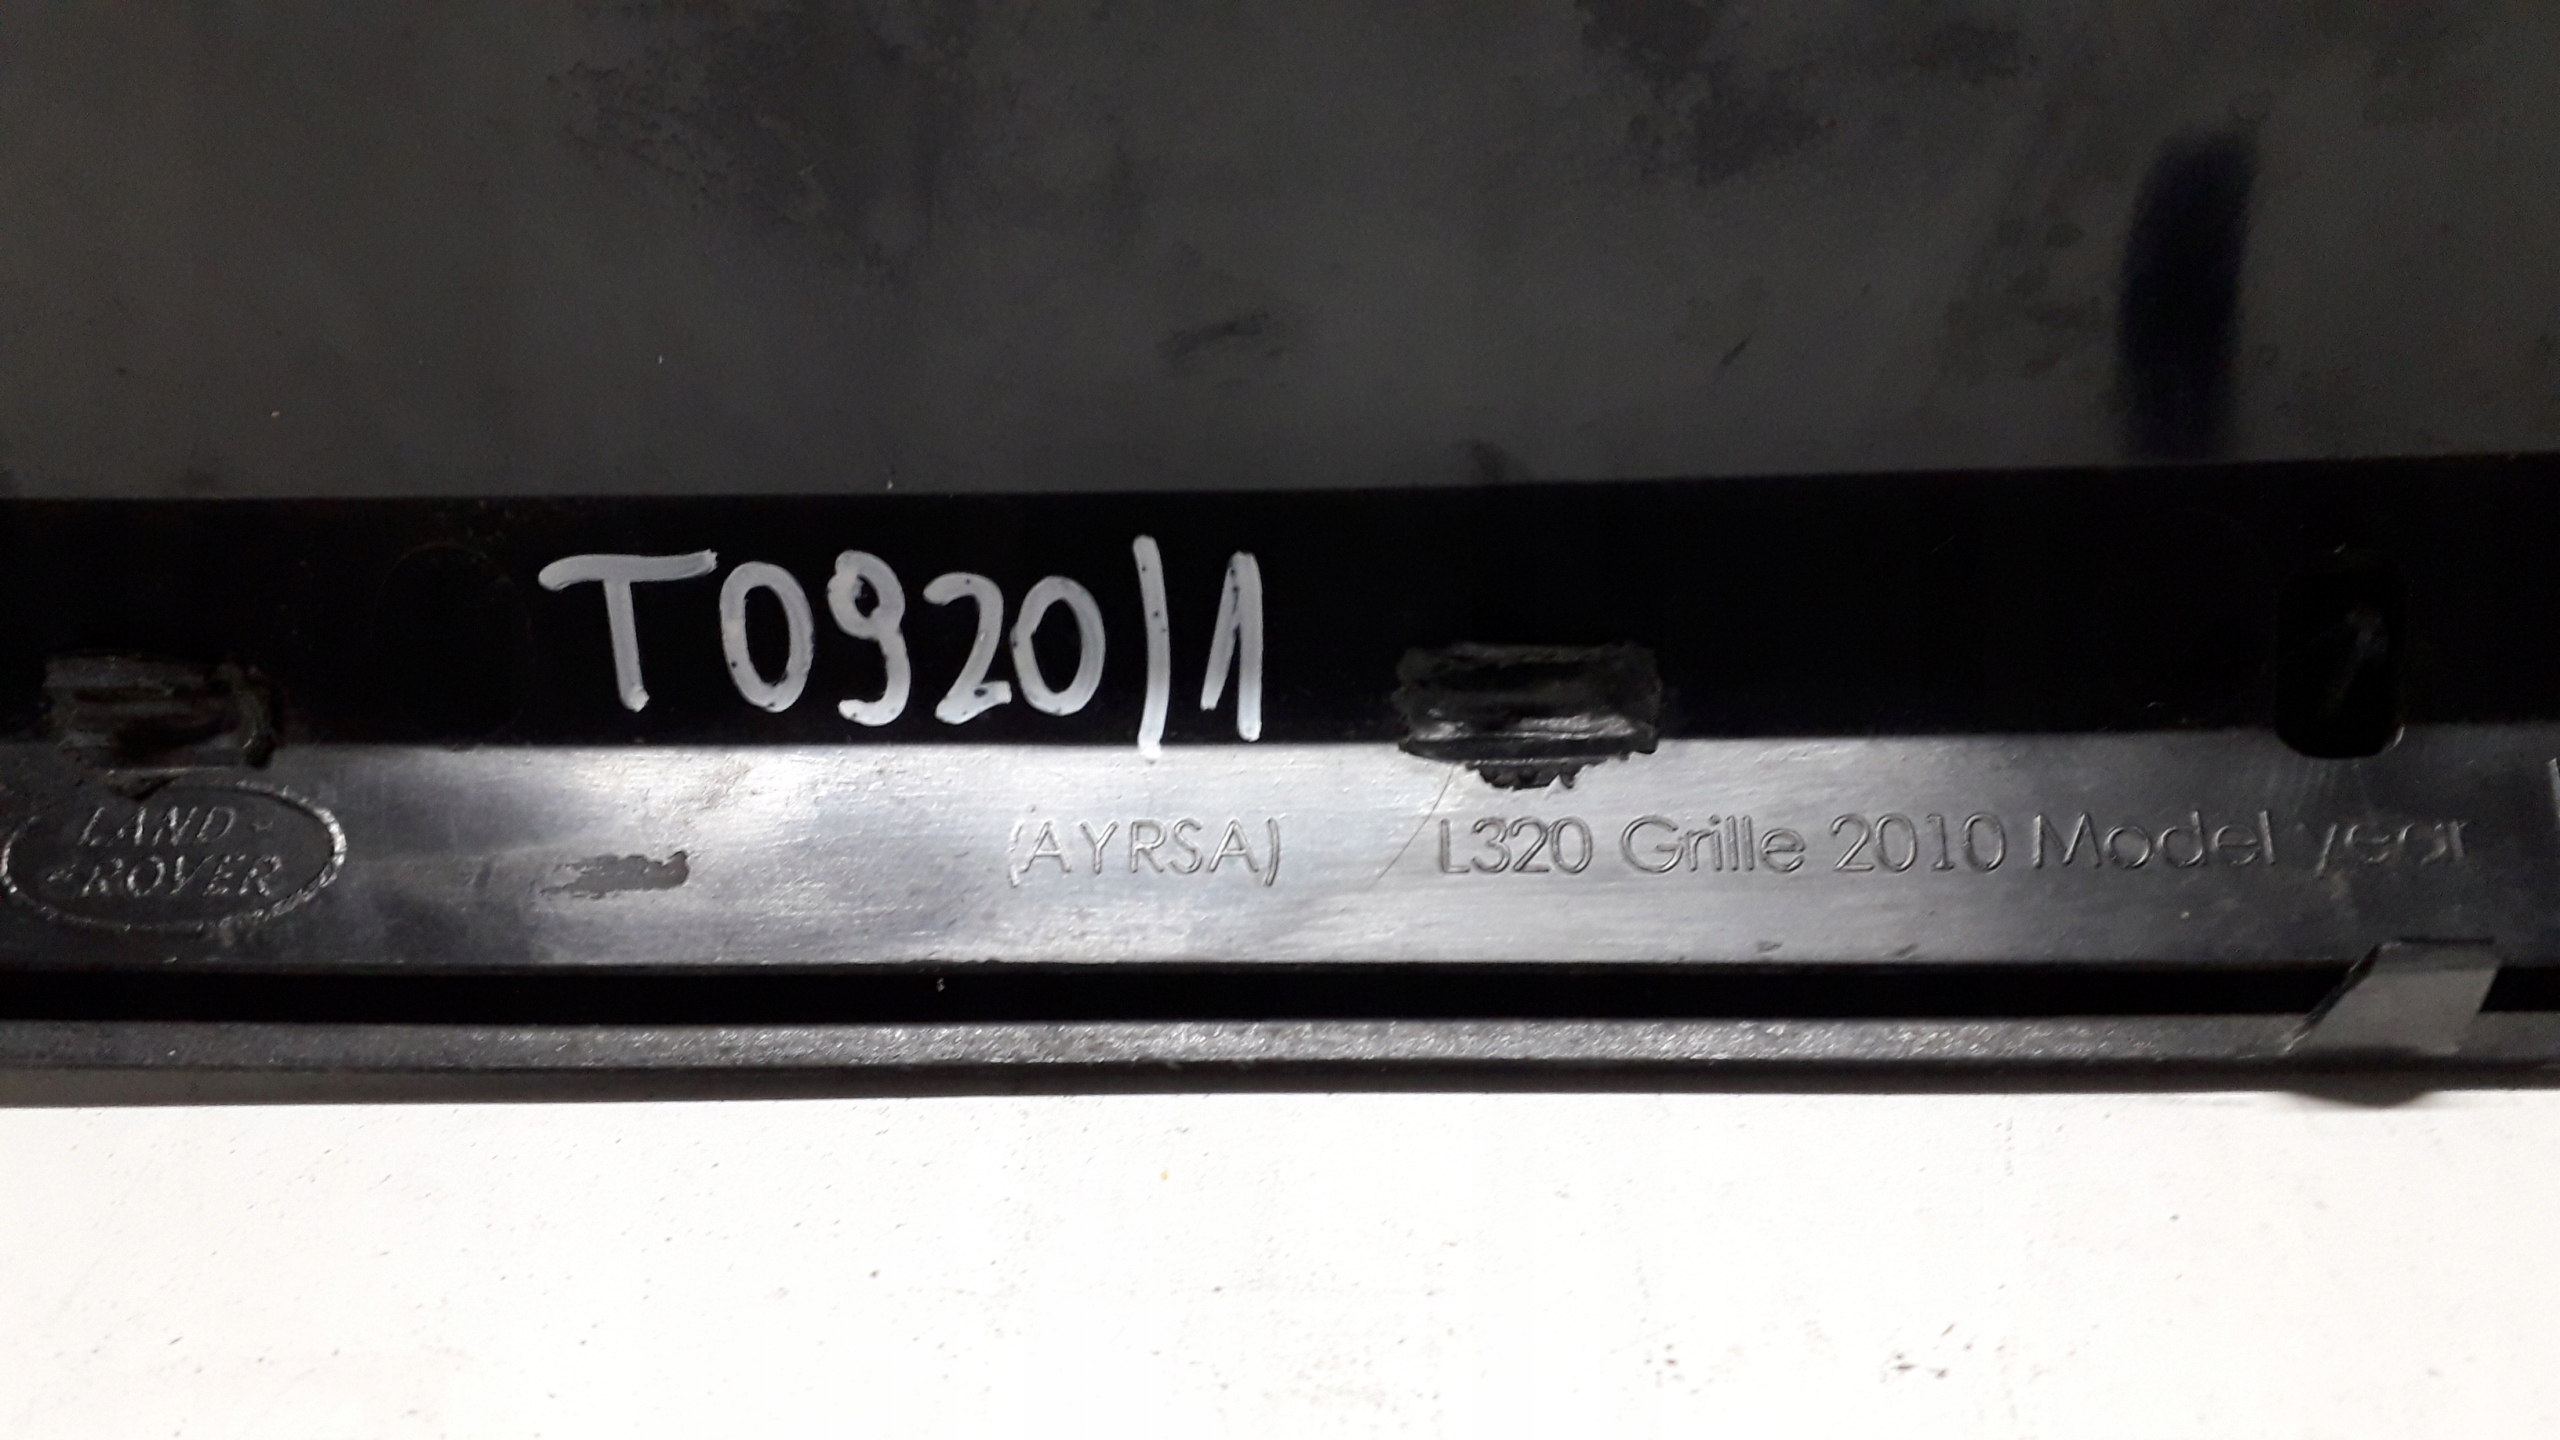 T0920/1
LAND-
-ROVER
(AYRSA) L320 Grille 2010 Model year